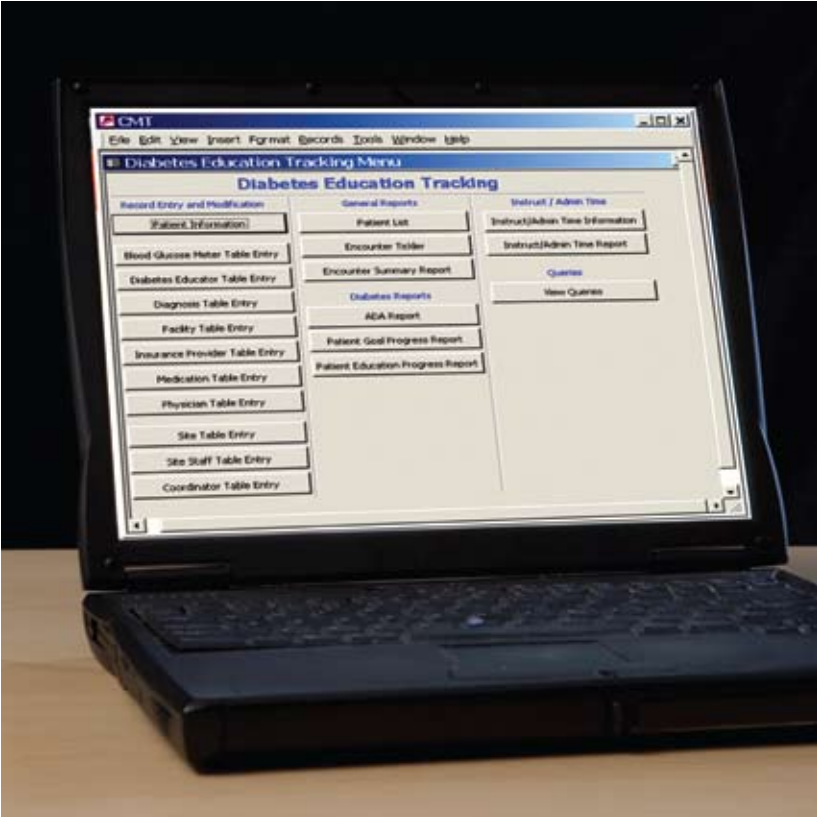 CMT
File Edit View Insert Format Records Tools Window Help
Diabetes Education Tracking Menu
Diabetes Education Tracking
Record Entry and Modification
Patient Information
Blood Glucose Meter Table Entry
Diabetes Educator Table Entry
Diagnosis Table Entry
Facility Table Entry
Insurance Provider Table Entry
Medication Table Entry
Physician Table Entry
Site Table Entry
Site Staff Table Entry
Coordinator Table Entry
General Reports
Patient List
Encounter Tickler
Encounter Summary Report
Diabetes Reports
ADA Report
Patient Goal Progress Report
Patient Education Progress Report
Instruct / Admin Time
Instruct/Admin Time Information
Instruct/Admin Time Report
Queries
View Queries